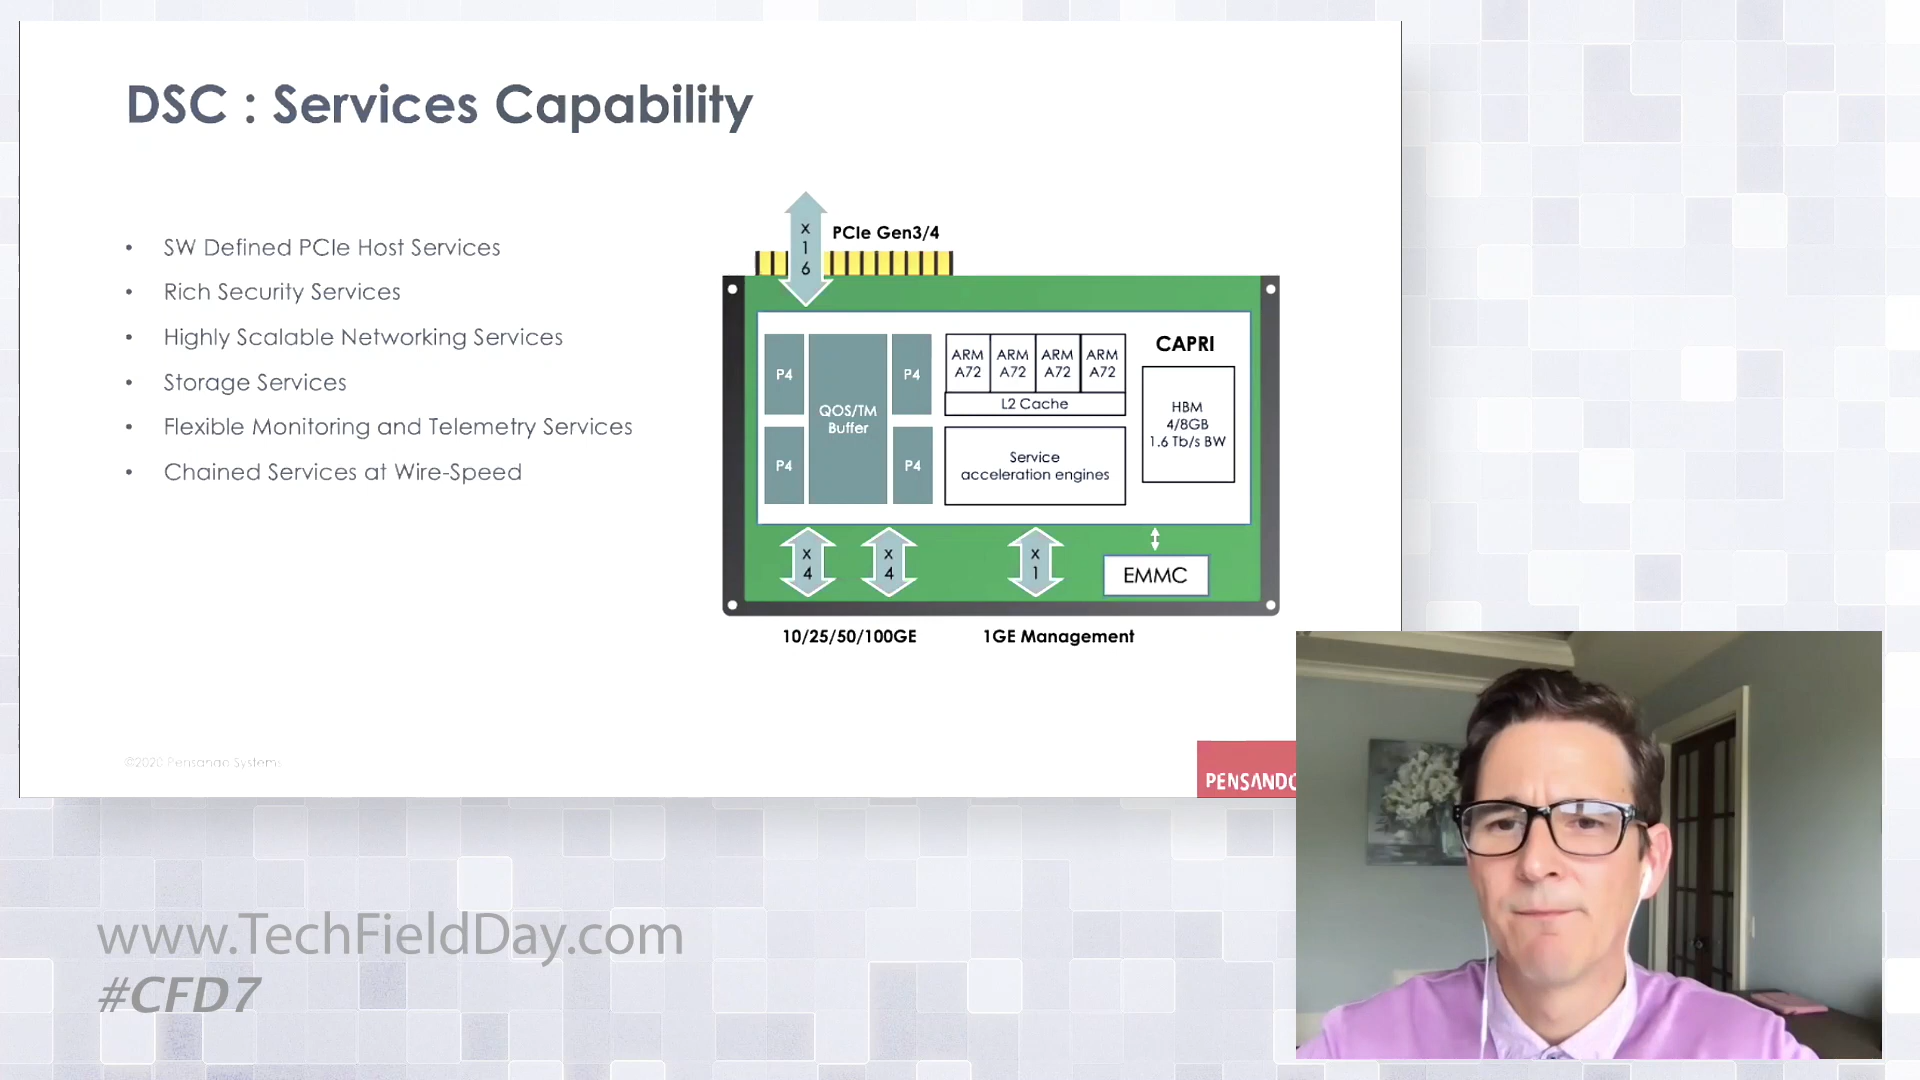 DSC : Services Capability
• SW Defined PCIe Host Services
• Rich Security Services
• Highly Scalable Networking Services
• Storage Services
• Flexible Monitoring and Telemetry Services
• Chained Services at Wire-Speed
x
1
6
PCIe Gen3/4
P4
P4
QOS/TM
Buffer
P4
P4
ARM
A72
ARM
A72
ARM
A72
ARM
A72
L2 Cache
Service
acceleration engines
CAPRI
HBM
4/8GB
1.6 Tb/s BW
x
4
x
4
x
1
EMMC
10/25/50/100GE
1GE Management
©2020 Pensando Systems
PENSANDO
www.TechFieldDay.com
#CFD7